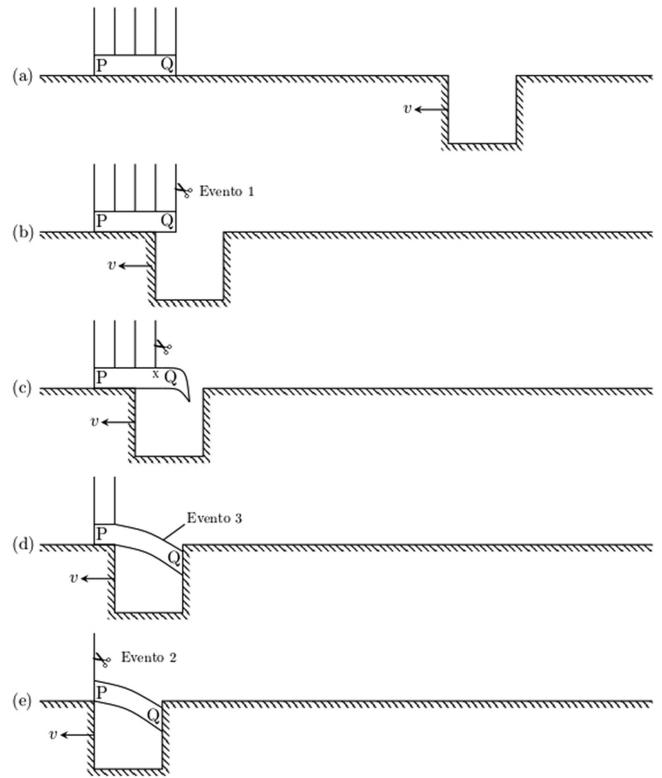 P Q
(a)
v
Evento 1
P Q
(b)
v
x
P Q
(c)
v
Evento 3
P
(d)
Q
v
Evento 2
P
(e)
Q
v